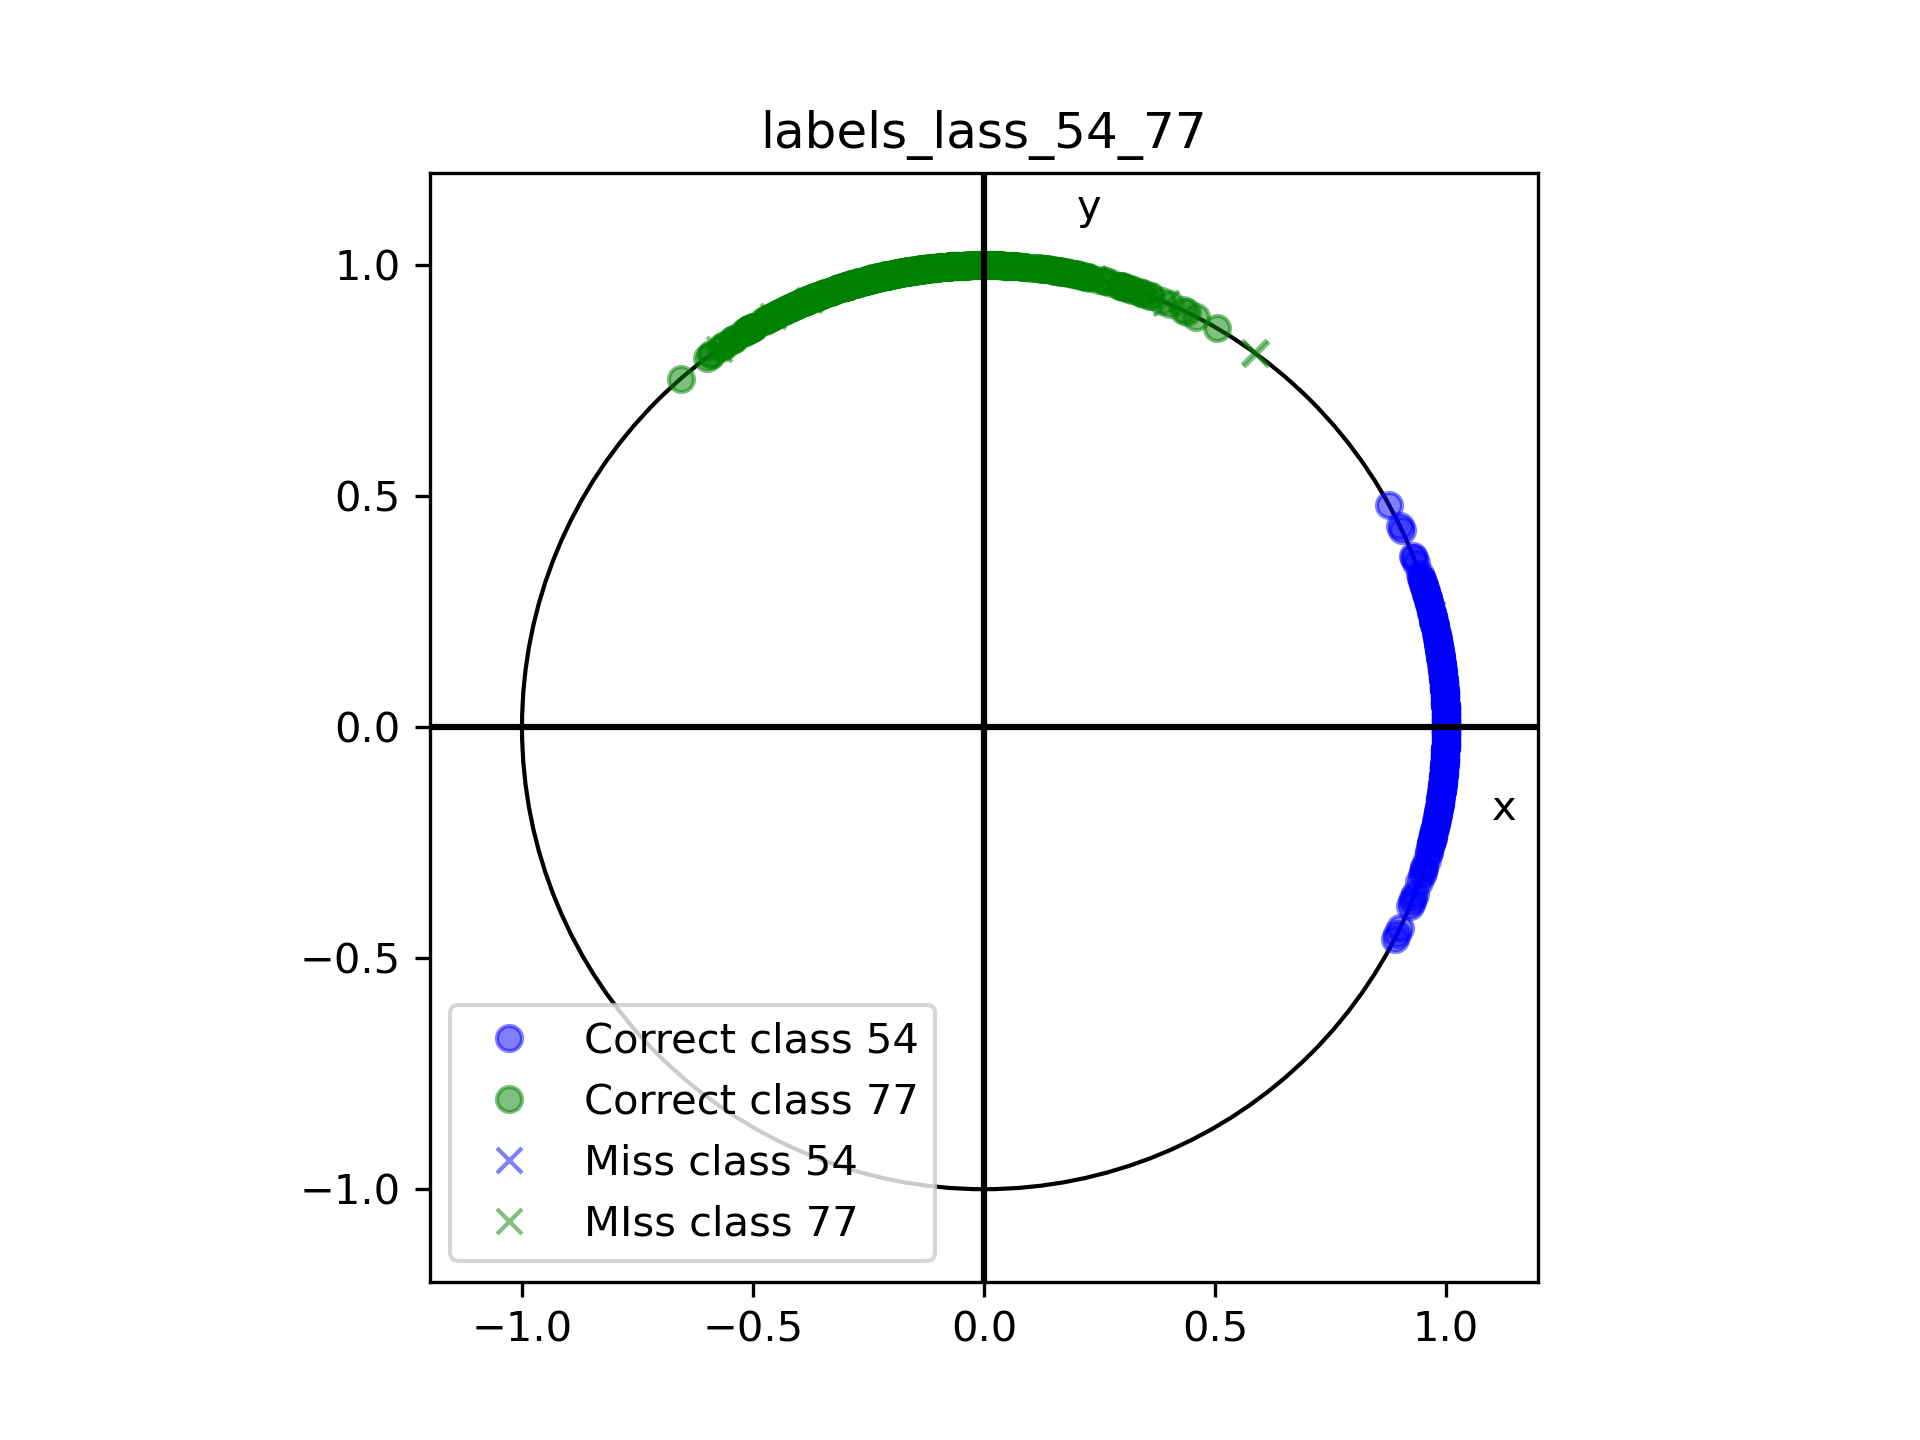 labels_lass_54_77
y
1.0
0.5
0.0
x
−0.5
−1.0
Correct class 54
Correct class 77
Miss class 54
MIss class 77
−1.0 −0.5 0.0 0.5 1.0